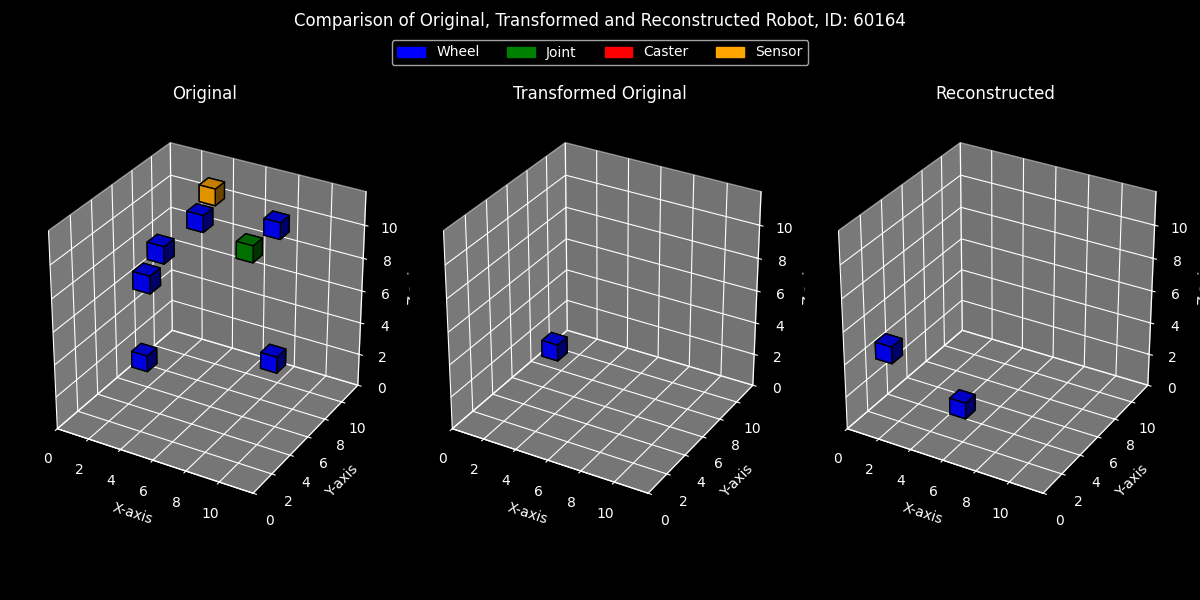 Comparison of Original, Transformed and Reconstructed Robot, ID: 60164
Wheel Joint Caster Sensor
Original
Transformed Original
Reconstructed
0 2 4 6 8 10
X-axis
0 2 4 6 8 10
Y-axis
0 2 4 6 8 10
0 2 4 6 8 10
X-axis
0 2 4 6 8 10
Y-axis
0 2 4 6 8 10
0 2 4 6 8 10
X-axis
0 2 4 6 8 10
Y-axis
0 2 4 6 8 10